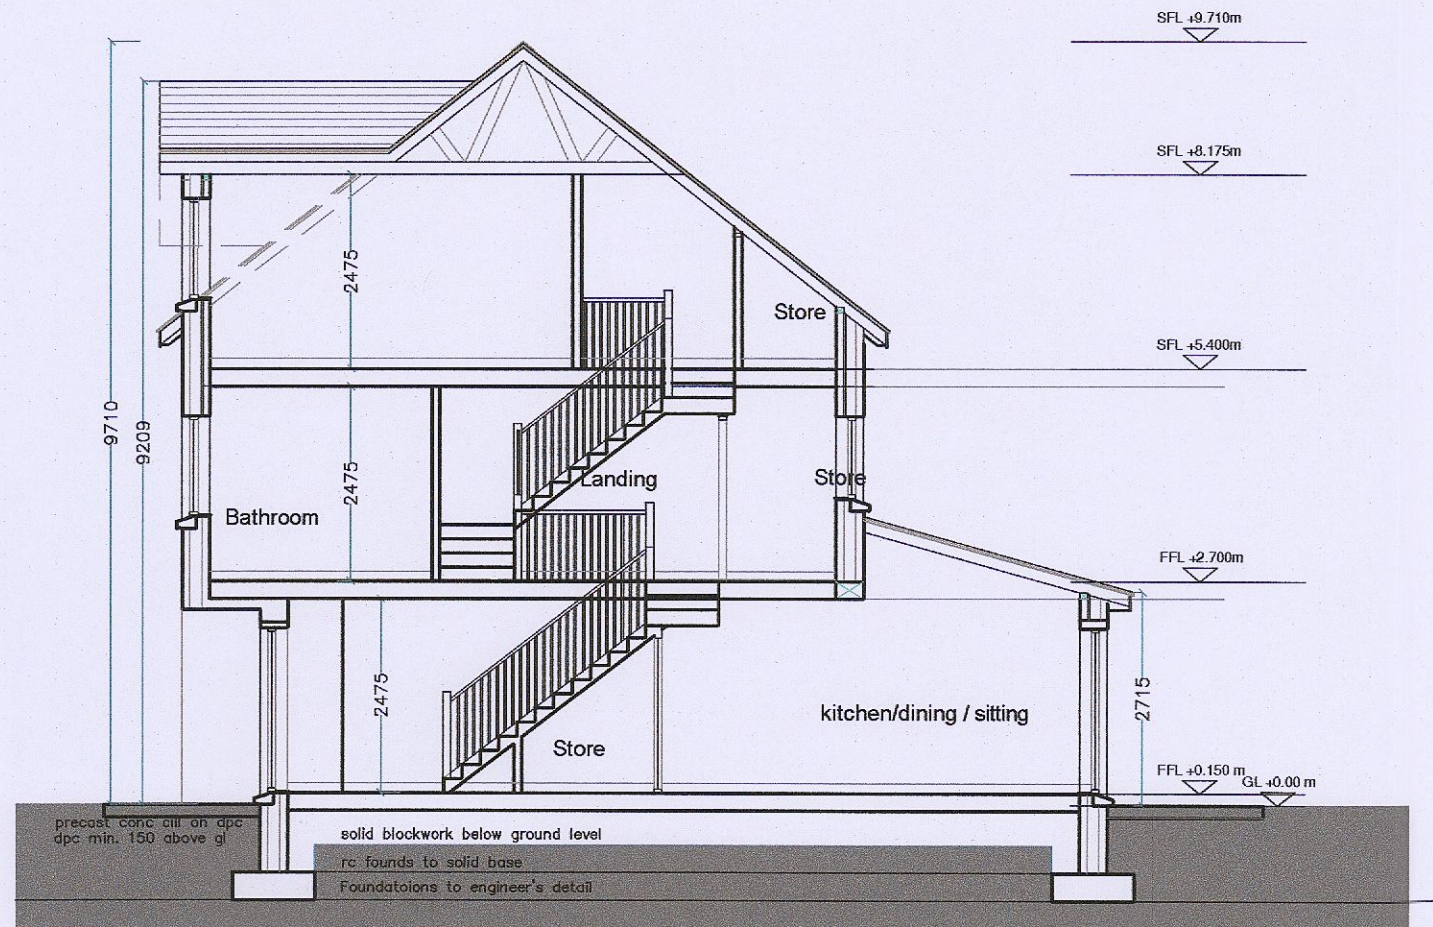 SFL +9.710m
SFL +8.175m
2475
Store
SFL +5.400m
9710
9209
2475
Landing
Store
Bathroom
FFL +2.700m
2475
kitchen/dining / sitting
2715
Store
FFL +0.150 m
GL +0.00 m
precast conc cill on dpc
dpc min. 150 above gl
solid blockwork below ground level
rc founds to solid base
Foundatoions to engineer's detail